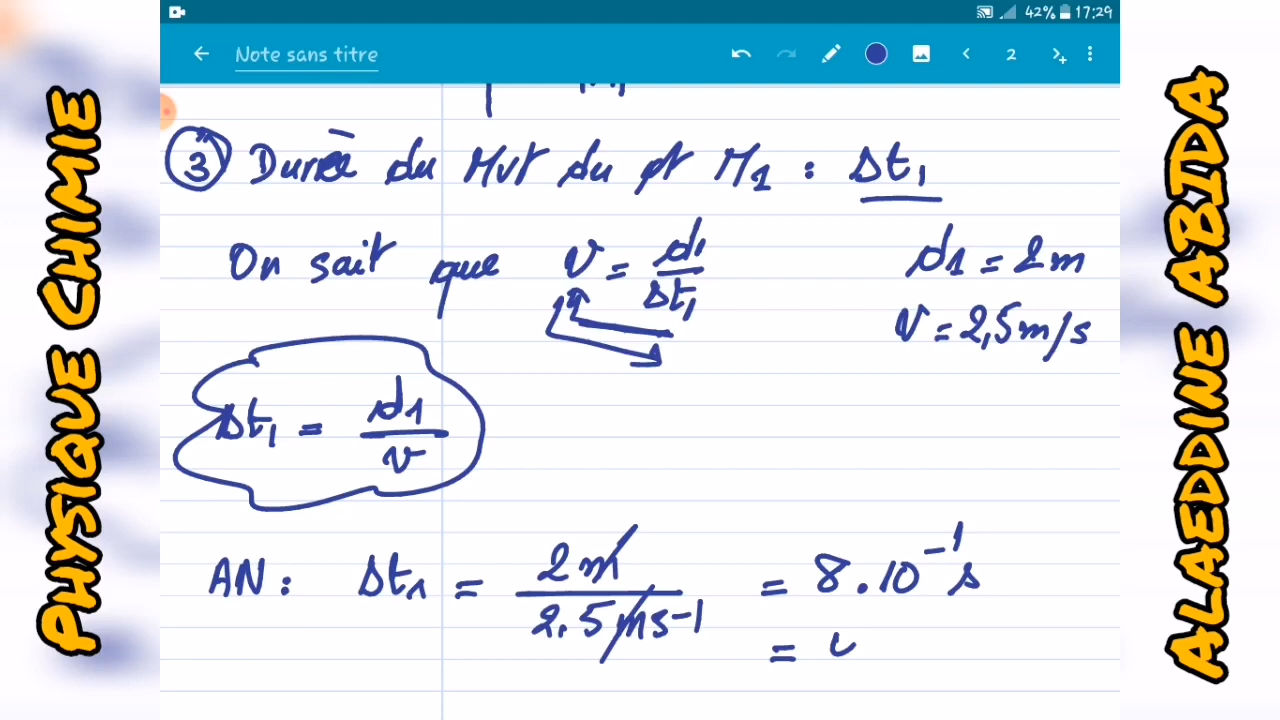 PHYSIQUE CHIMIE
42% 17:29
Note sans titre
2
③ Durée du Mvt du pt M1 : Δt1
On sait que v = d1/Δt1
d1 = 2m
v = 2,5m/s
Δt1 = d1/v
AN : Δt1 = 2m/2.5ms-1 = 8.10^-1 s
=
ALAEDDINE ABIDA